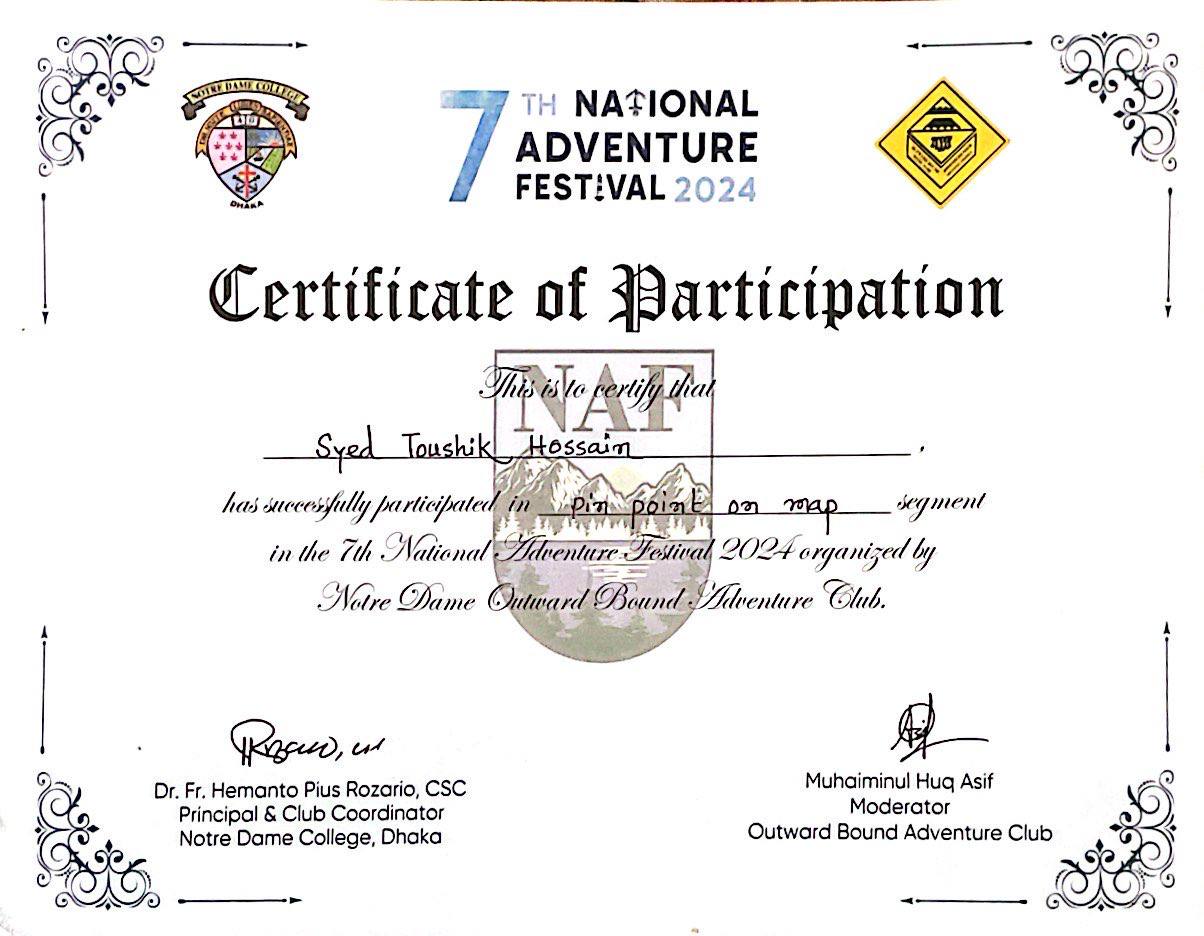 NOTRE DAME COLLEGE
DHAKA
7TH NATIONAL
ADVENTURE
FESTIVAL 2024
Certificate of Participation
NAF
This is to certify that
Syed Toushik Hossain.
has successfully participated in pin point on map segment
in the 7th National Adventure Festival 2024 organized by
Notre Dame Outward Bound Adventure Club.
Dr. Fr. Hemanto Pius Rozario, CSC
Principal & Club Coordinator
Notre Dame College, Dhaka
Muhaiminul Huq Asif
Moderator
Outward Bound Adventure Club